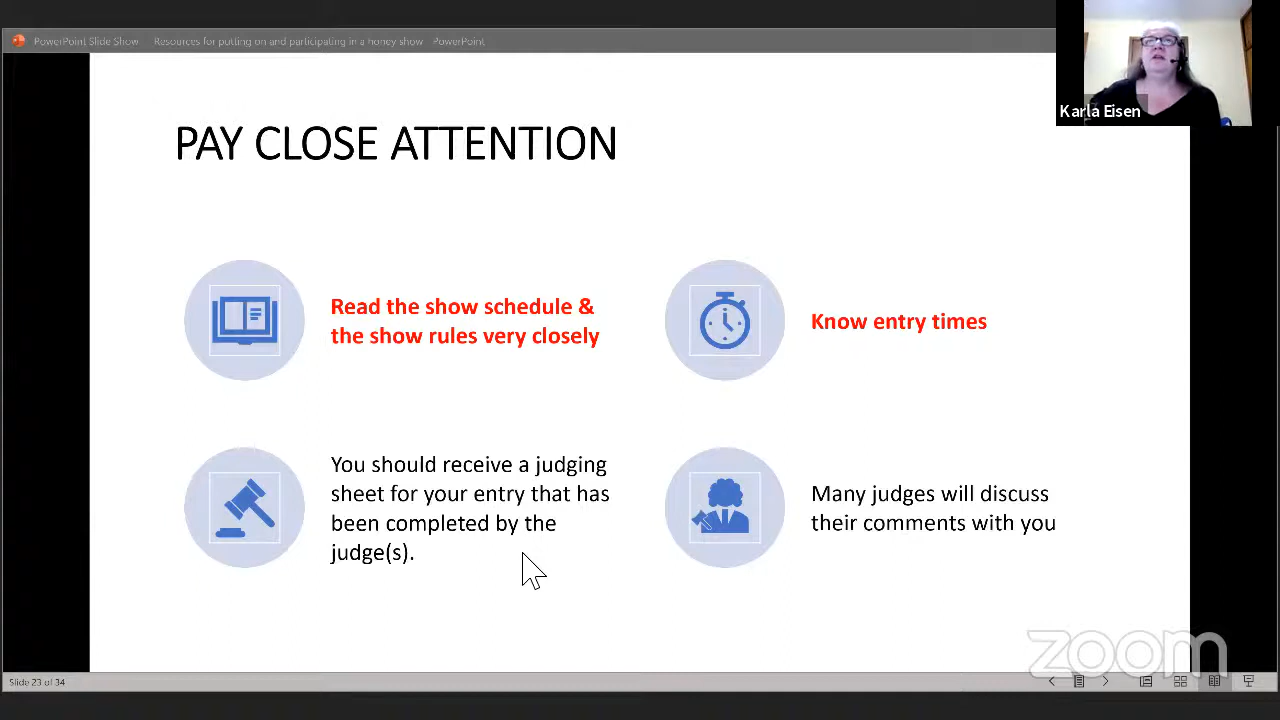 PowerPoint Slide Show Resources for putting on and participating in a honey show PowerPoint
Karla Eisen
PAY CLOSE ATTENTION
Read the show schedule &
the show rules very closely
Know entry times
You should receive a judging
sheet for your entry that has
been completed by the
judge(s).
Many judges will discuss
their comments with you
zoom
Slide 23 of 34